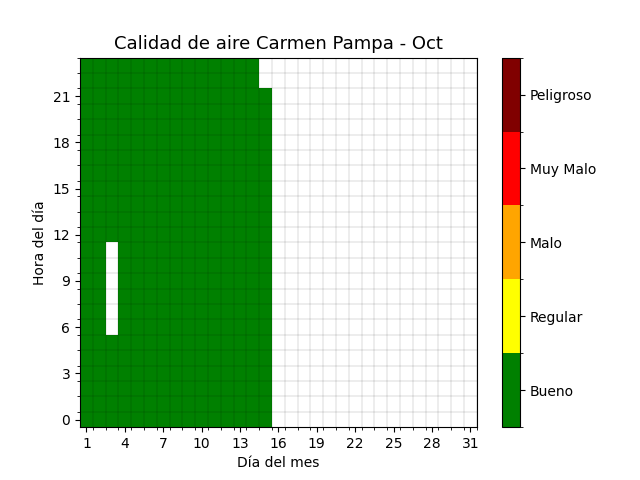 Calidad de aire Carmen Pampa - Oct
Hora del día
21
18
15
12
9
6
3
0
1 4 7 10 13 16 19 22 25 28 31
Día del mes
Peligroso
Muy Malo
Malo
Regular
Bueno